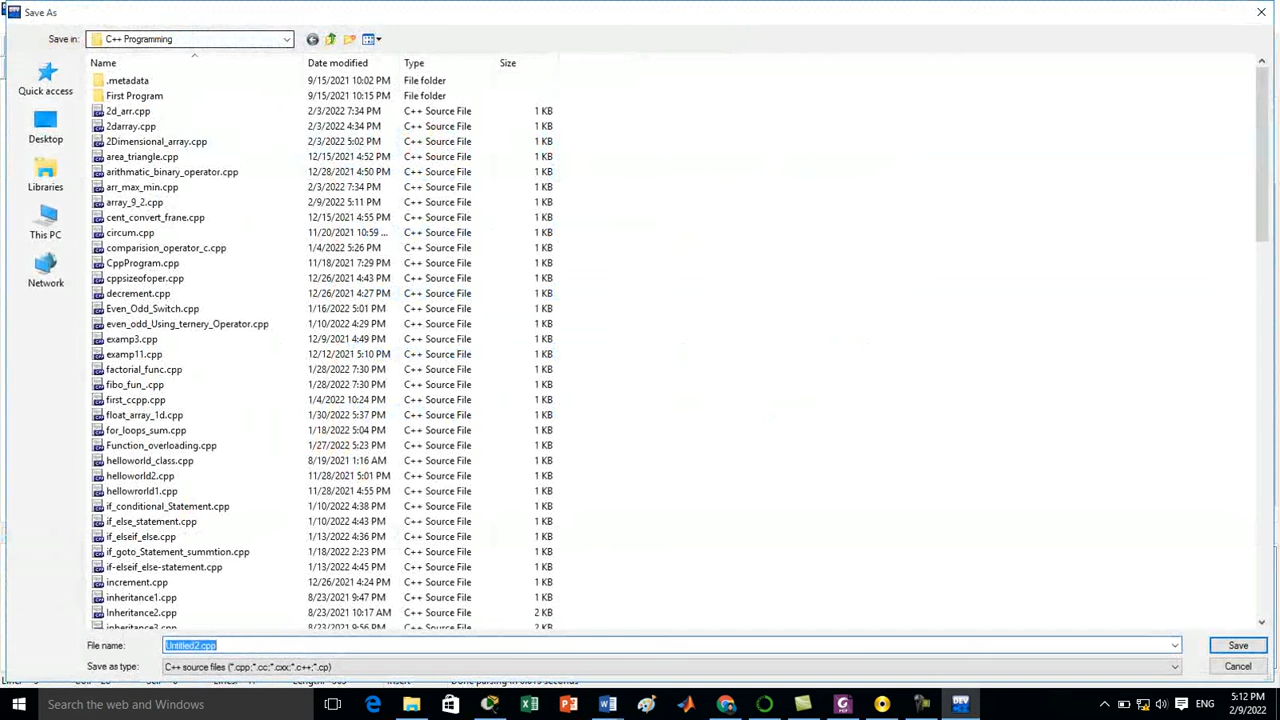 Save As
Save in: C++ Programming
Name Date modified Type Size
Quick access
Desktop
Libraries
This PC
Network
.metadata 9/15/2021 10:02 PM File folder
First Program 9/15/2021 10:15 PM File folder
2d_arr.cpp 2/3/2022 7:34 PM C++ Source File 1 KB
2darray.cpp 2/3/2022 4:34 PM C++ Source File 1 KB
2Dimensional_array.cpp 2/3/2022 5:02 PM C++ Source File 1 KB
area_triangle.cpp 12/15/2021 4:52 PM C++ Source File 1 KB
arithmatic_binary_operator.cpp 12/28/2021 4:50 PM C++ Source File 1 KB
arr_max_min.cpp 2/3/2022 7:34 PM C++ Source File 1 KB
array_9_2.cpp 2/9/2022 5:11 PM C++ Source File 1 KB
cent_convert_frane.cpp 12/15/2021 4:55 PM C++ Source File 1 KB
circum.cpp 11/20/2021 10:59 ... C++ Source File 1 KB
comparision_operator_c.cpp 1/4/2022 5:26 PM C++ Source File 1 KB
CppProgram.cpp 11/18/2021 7:29 PM C++ Source File 1 KB
cppsizeofoper.cpp 12/26/2021 4:43 PM C++ Source File 1 KB
decrement.cpp 12/26/2021 4:27 PM C++ Source File 1 KB
Even_Odd_Switch.cpp 1/16/2022 5:01 PM C++ Source File 1 KB
even_odd_Using_ternery_Operator.cpp 1/10/2022 4:29 PM C++ Source File 1 KB
examp3.cpp 12/9/2021 4:49 PM C++ Source File 1 KB
examp11.cpp 12/12/2021 5:10 PM C++ Source File 1 KB
factorial_func.cpp 1/28/2022 7:30 PM C++ Source File 1 KB
fibo_fun_.cpp 1/28/2022 7:30 PM C++ Source File 1 KB
first_ccpp.cpp 1/4/2022 10:24 PM C++ Source File 1 KB
float_array_1d.cpp 1/30/2022 5:37 PM C++ Source File 1 KB
for_loops_sum.cpp 1/18/2022 5:04 PM C++ Source File 1 KB
Function_overloading.cpp 1/27/2022 5:23 PM C++ Source File 1 KB
helloworld_class.cpp 8/19/2021 1:16 AM C++ Source File 1 KB
helloworld2.cpp 11/28/2021 5:01 PM C++ Source File 1 KB
hellowrorld1.cpp 11/28/2021 4:55 PM C++ Source File 1 KB
if_conditional_Statement.cpp 1/10/2022 4:38 PM C++ Source File 1 KB
if_else_statement.cpp 1/10/2022 4:43 PM C++ Source File 1 KB
if_elseif_else.cpp 1/13/2022 4:36 PM C++ Source File 1 KB
if_goto_Statement_summtion.cpp 1/18/2022 2:23 PM C++ Source File 1 KB
if-elseif_else-statement.cpp 1/13/2022 4:45 PM C++ Source File 1 KB
increment.cpp 12/26/2021 4:24 PM C++ Source File 1 KB
inheritance1.cpp 8/23/2021 9:47 PM C++ Source File 1 KB
Inheritance2.cpp 8/23/2021 10:17 AM C++ Source File 2 KB
inheritance3.cpp 8/23/2021 9:56 PM C++ Source File 2 KB
File name: Untitled2.cpp Save
Save as type: C++ source files (*.cpp;*.cc;*.cxx;*.c++;*.cp) Cancel
Search the web and Windows
ENG
5:12 PM
2/9/2022